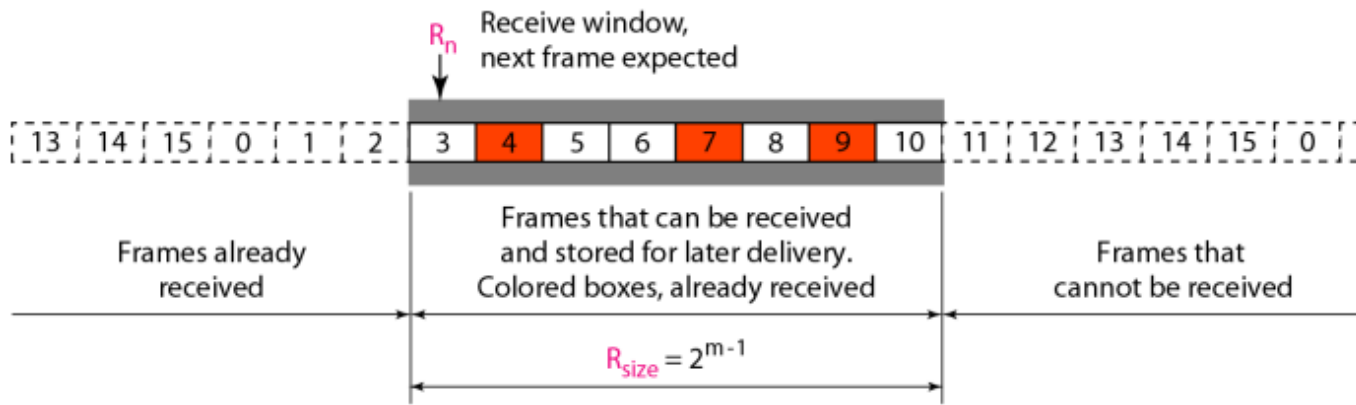 Rn
Receive window,
next frame expected
13 14 15 0 1 2 3 4 5 6 7 8 9 10 11 12 13 14 15 0
Frames already
received
Frames that can be received
and stored for later delivery.
Colored boxes, already received
Frames that
cannot be received
Rsize = 2^m-1